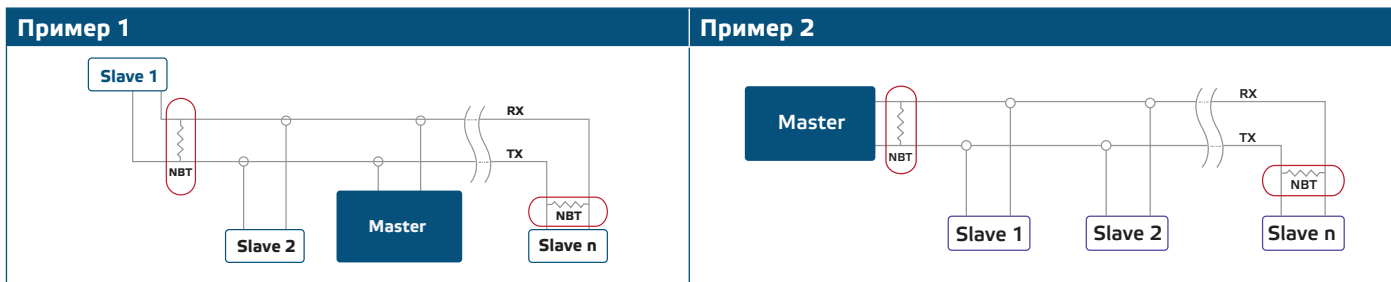 Пример 1
Slave 1
RX
NBT
TX
NBT
Master
Slave 2
Slave n
Пример 2
RX
Master
TX
NBT
NBT
Slave 1
Slave 2
Slave n